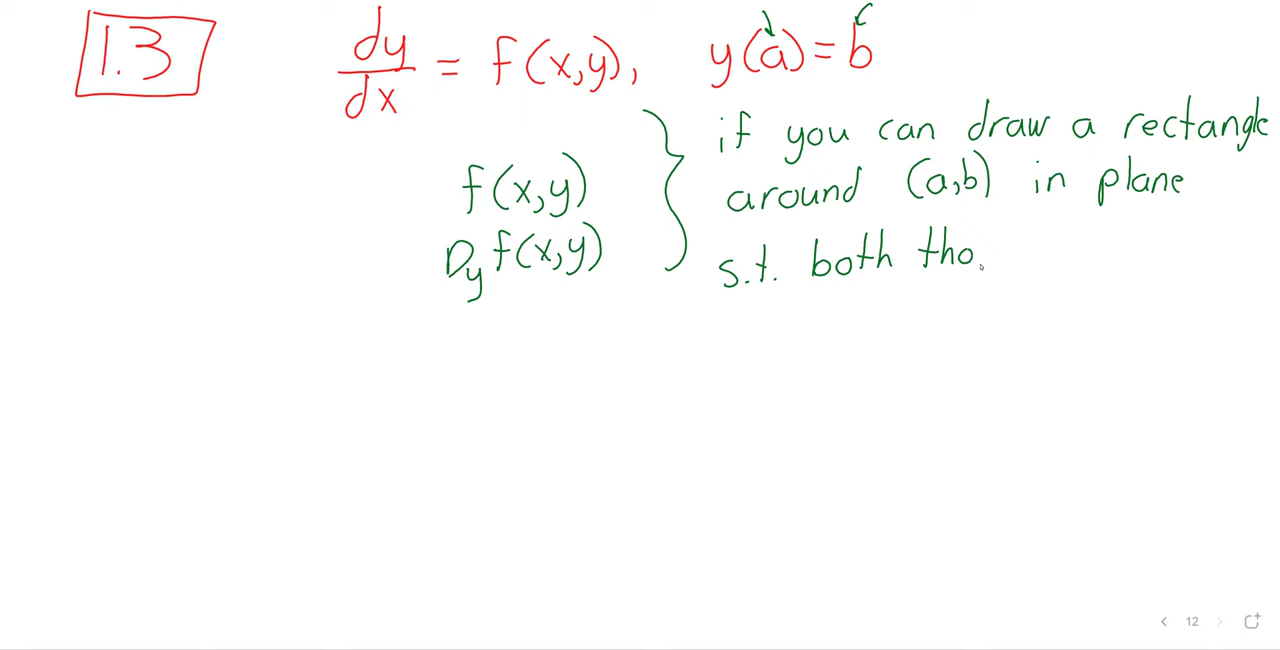 1.3
dy/dx = f(x,y), y(a)=b
f(x,y)
D_y f(x,y)
if you can draw a rectangle
around (a,b) in plane
s.t. both tho
12